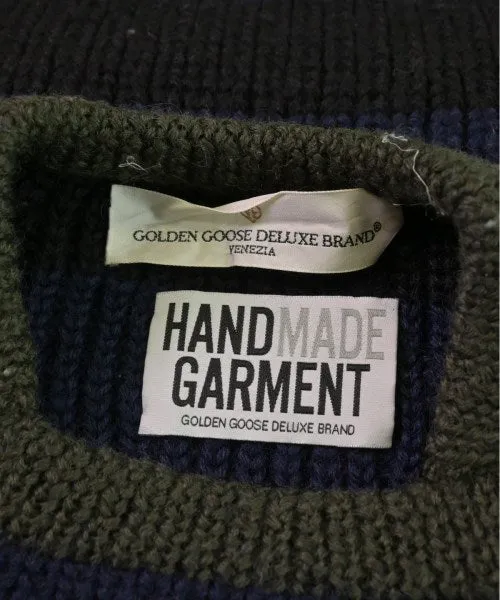 GOLDEN GOOSE DELUXE BRAND®
VENEZIA
HANDMADE
GARMENT
GOLDEN GOOSE DELUXE BRAND